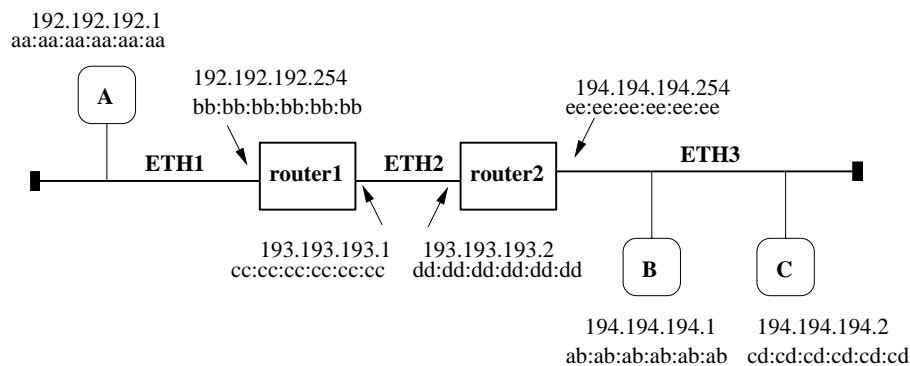 192.192.192.1
aa:aa:aa:aa:aa:aa
A
192.192.192.254
bb:bb:bb:bb:bb:bb
194.194.194.254
ee:ee:ee:ee:ee:ee
ETH1
router1
ETH2
router2
ETH3
193.193.193.1
cc:cc:cc:cc:cc:cc
193.193.193.2
dd:dd:dd:dd:dd:dd
B
C
194.194.194.1
ab:ab:ab:ab:ab:ab
194.194.194.2
cd:cd:cd:cd:cd:cd